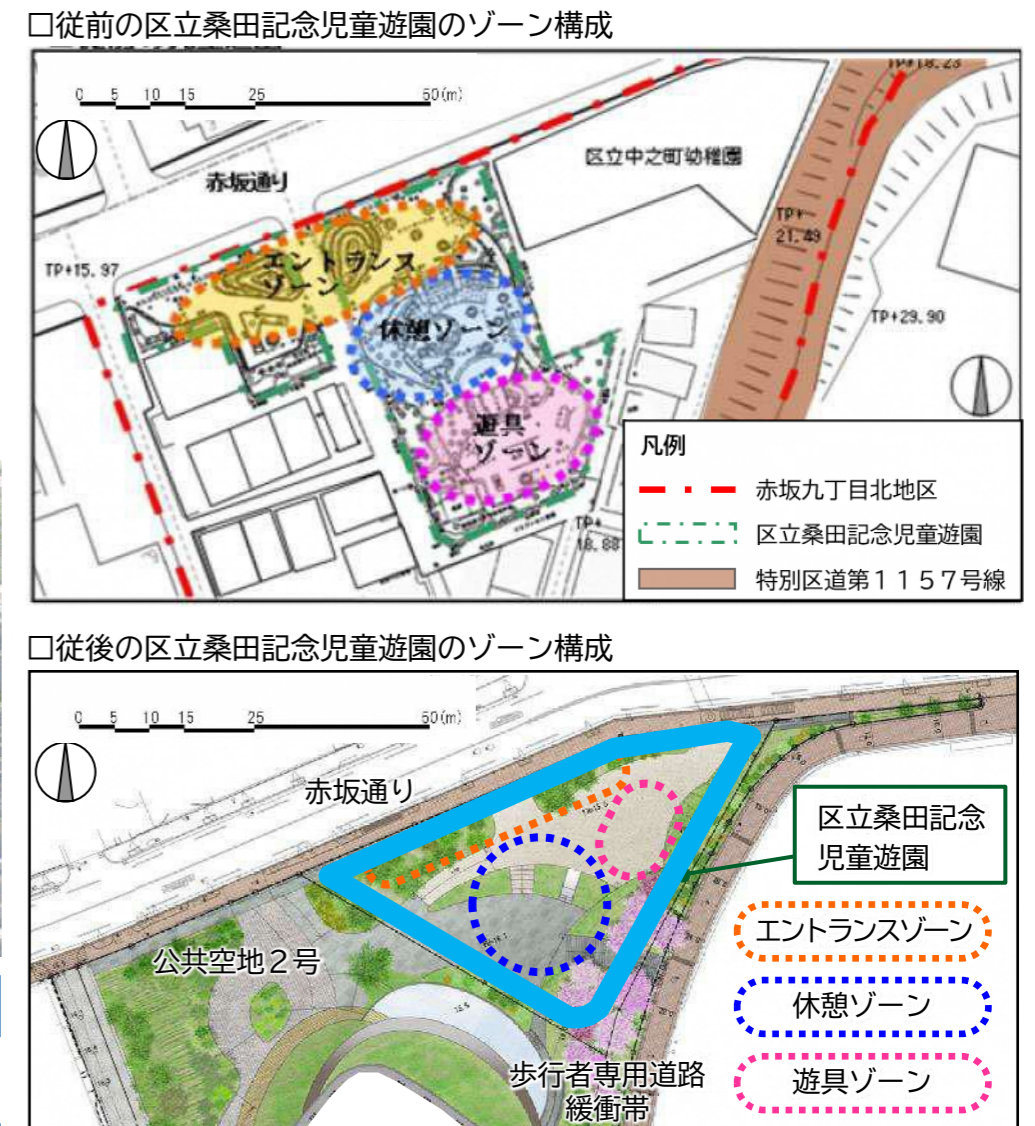 □従前の区立桑田記念児童遊園のゾーン構成
0 5 10 15 25 50(m)
赤坂通り
区立中之町幼稚園
TP+18.23
TP+
21.49
TP+15.97
エントランス
ゾーン
休憩ゾーン
TP+29.90
遊具
ゾーン
TP+
18.88
凡例
赤坂九丁目北地区
区立桑田記念児童遊園
特別区道第1157号線
□従後の区立桑田記念児童遊園のゾーン構成
0 5 10 15 25 50(m)
赤坂通り
区立桑田記念
児童遊園
エントランスゾーン
公共空地2号
休憩ゾーン
遊具ゾーン
歩行者専用道路
緩衝帯